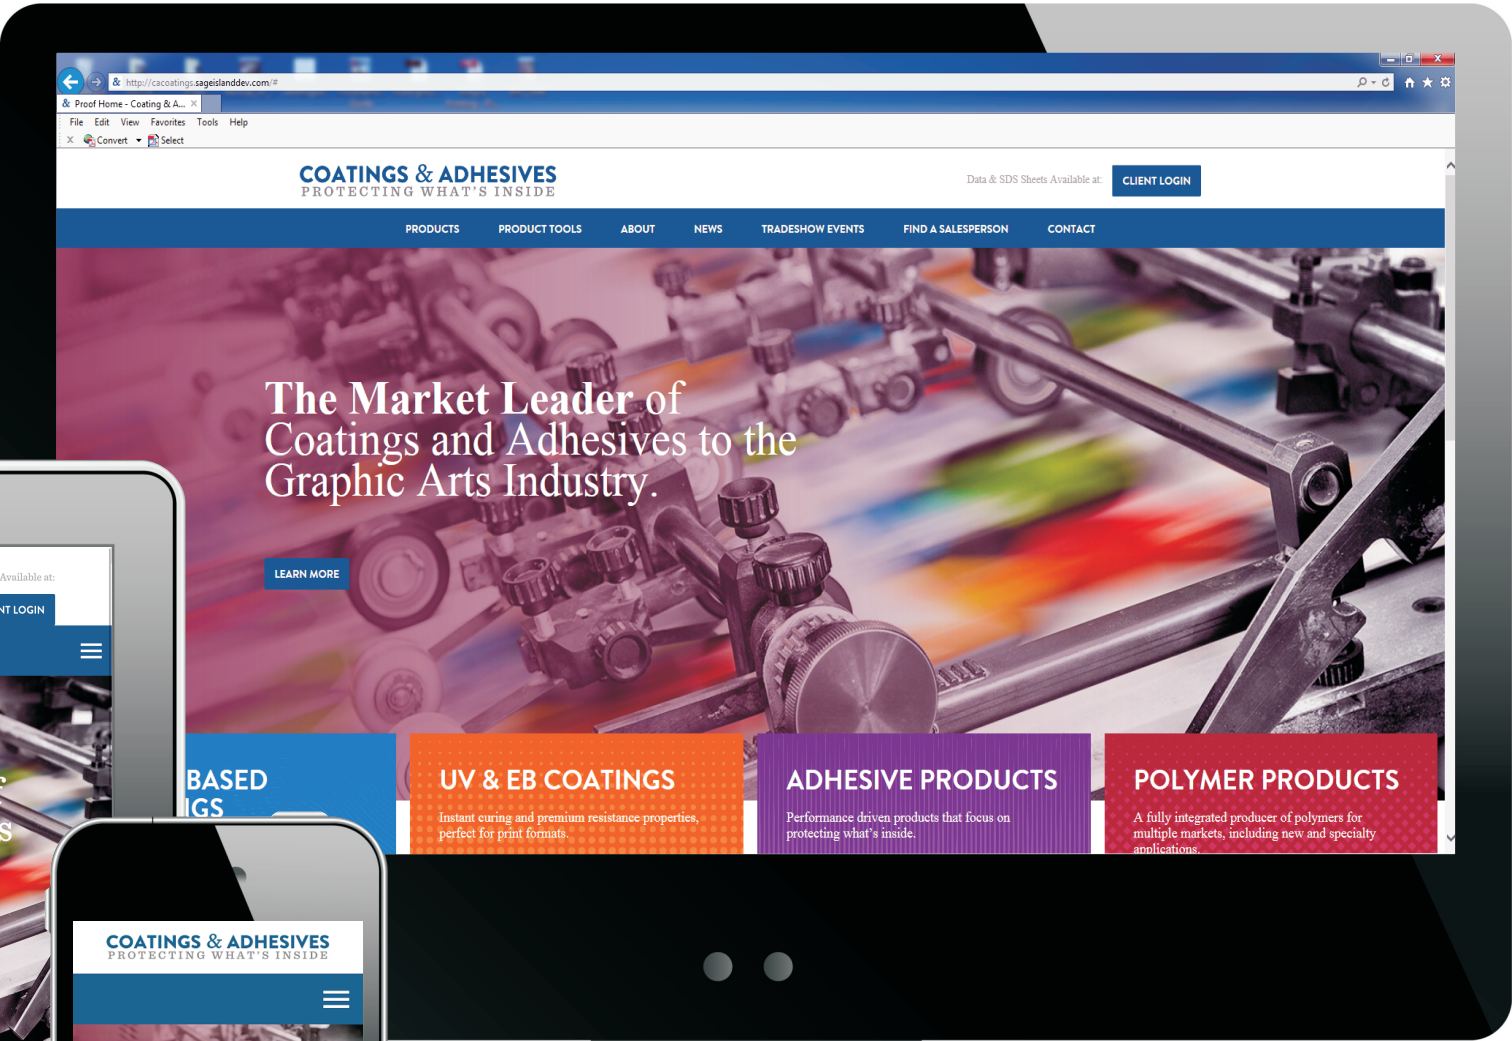 http://cacoatings.sageislanddev.com/#
& Proof Home - Coating & A...
File Edit View Favorites Tools Help
X Convert Select
COATINGS & ADHESIVES
PROTECTING WHAT'S INSIDE
Data & SDS Sheets Available at:
CLIENT LOGIN
PRODUCTS PRODUCT TOOLS ABOUT NEWS TRADESHOW EVENTS FIND A SALESPERSON CONTACT
The Market Leader of
Coatings and Adhesives to the
Graphic Arts Industry.
LEARN MORE
BASED
UV & EB COATINGS
Instant curing and premium resistance properties,
perfect for print formats.
ADHESIVE PRODUCTS
Performance driven products that focus on
protecting what's inside.
POLYMER PRODUCTS
A fully integrated producer of polymers for
multiple markets, including new and specialty
applications.
Available at:
LOGIN
COATINGS & ADHESIVES
PROTECTING WHAT'S INSIDE